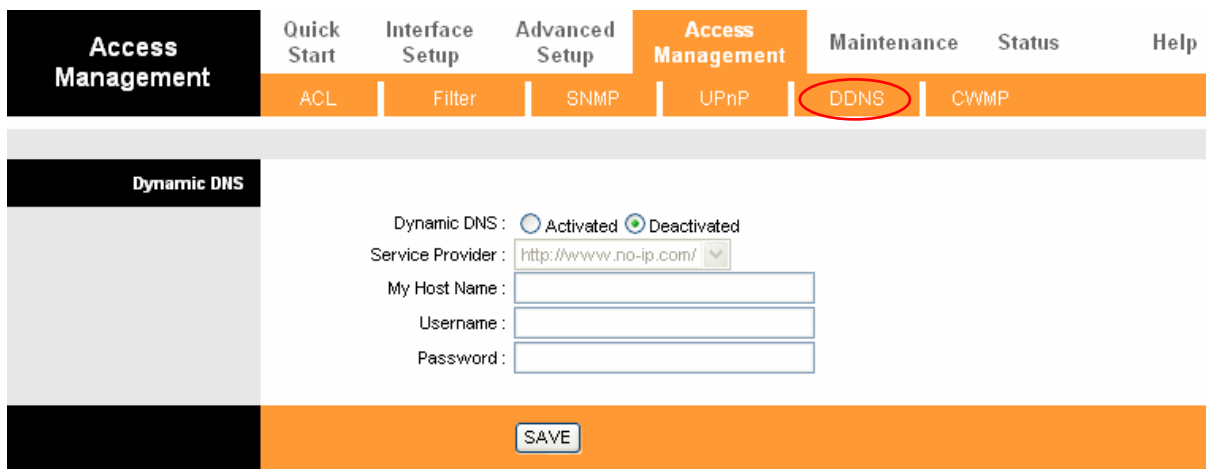 Access Management
Quick Start
Interface Setup
Advanced Setup
Access Management
Maintenance
Status
Help
ACL
Filter
SNMP
UPnP
DDNS
CWMP
Dynamic DNS
Dynamic DNS : Activated Deactivated
Service Provider : http://www.no-ip.com/
My Host Name :
Username :
Password :
SAVE